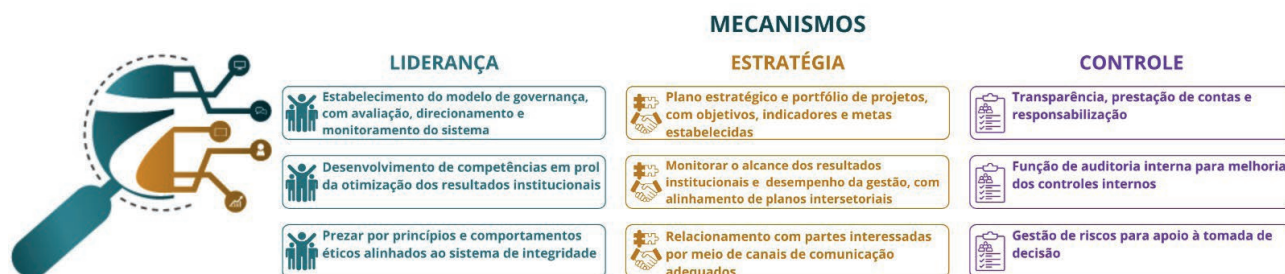 MECANISMOS
LIDERANÇA
Estabelecimento do modelo de governança,
com avaliação, direcionamento e
monitoramento do sistema
Desenvolvimento de competências em prol
da otimização dos resultados institucionais
Prezar por princípios e comportamentos
éticos alinhados ao sistema de integridade
ESTRATÉGIA
Plano estratégico e portfólio de projetos,
com objetivos, indicadores e metas
estabelecidas
Monitorar o alcance dos resultados
institucionais e desempenho da gestão, com
alinhamento de planos intersetoriais
Relacionamento com partes interessadas
por meio de canais de comunicação
adequados
CONTROLE
Transparência, prestação de contas e
responsabilização
Função de auditoria interna para melhoria
dos controles internos
Gestão de riscos para apoio à tomada de
decisão